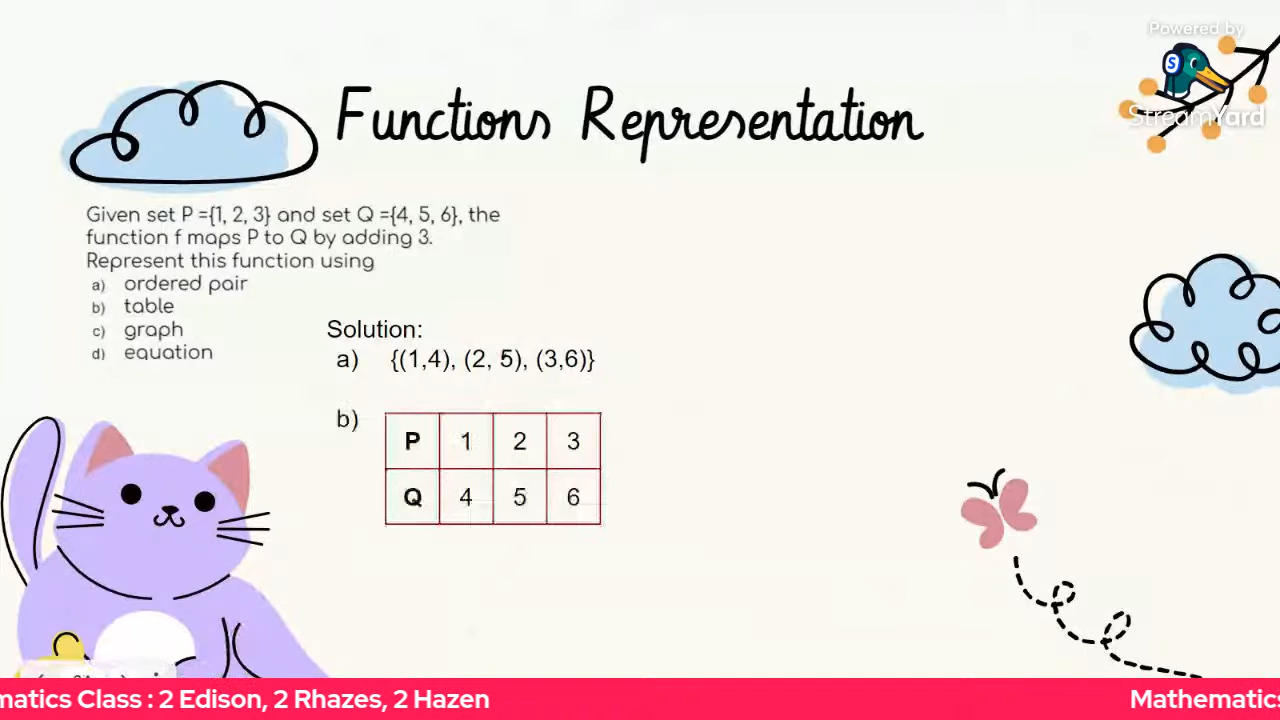 Powered by
StreamYard
Functions Representation
Given set P ={1, 2, 3} and set Q ={4, 5, 6}, the
function f maps P to Q by adding 3.
Represent this function using
a) ordered pair
b) table
c) graph
d) equation
Solution:
a) {(1,4), (2, 5), (3,6)}
b)
P 1 2 3
Q 4 5 6
matics Class : 2 Edison, 2 Rhazes, 2 Hazen
Mathematics